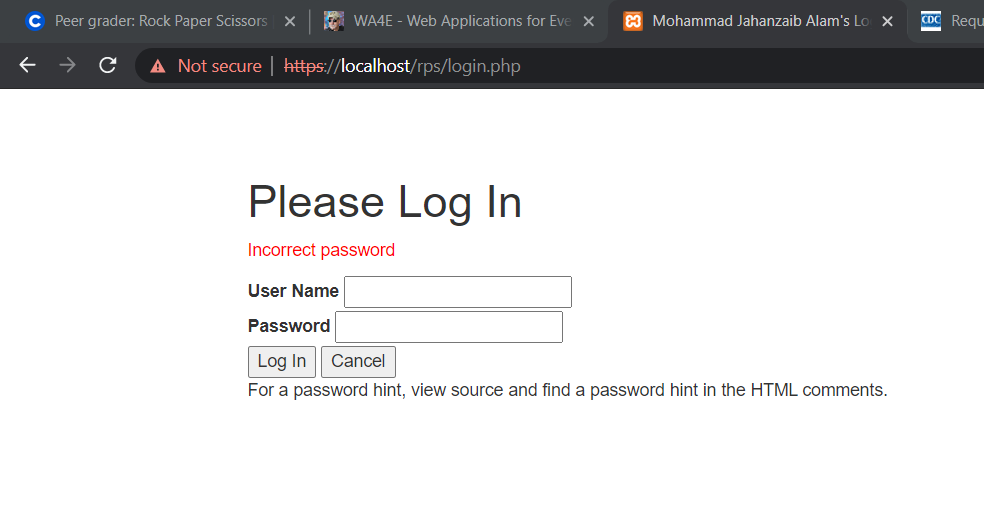 Peer grader: Rock Paper Scissors
WA4E - Web Applications for Eve
Mohammad Jahanzaib Alam's Lo
CDC
Requ
Not secure | https://localhost/rps/login.php
Please Log In
Incorrect password
User Name
Password
Log In Cancel
For a password hint, view source and find a password hint in the HTML comments.